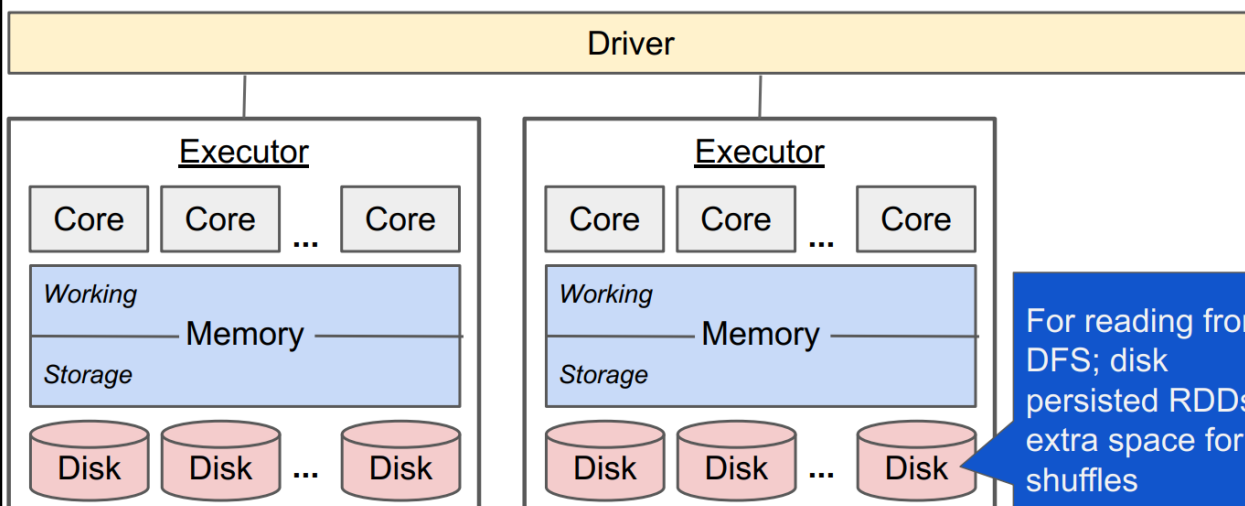 Driver
Executor
Core Core ... Core
Working
Memory
Storage
Disk Disk ... Disk
Executor
Core Core ... Core
Working
Memory
Storage
Disk Disk ... Disk
For reading
DFS; disk
persisted RDDs
extra space for
shuffles